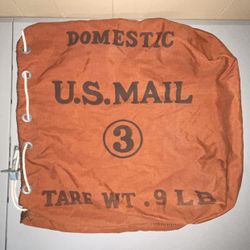 DOMESTIC
U.S. MAIL
3
TARE WT. .9 LB